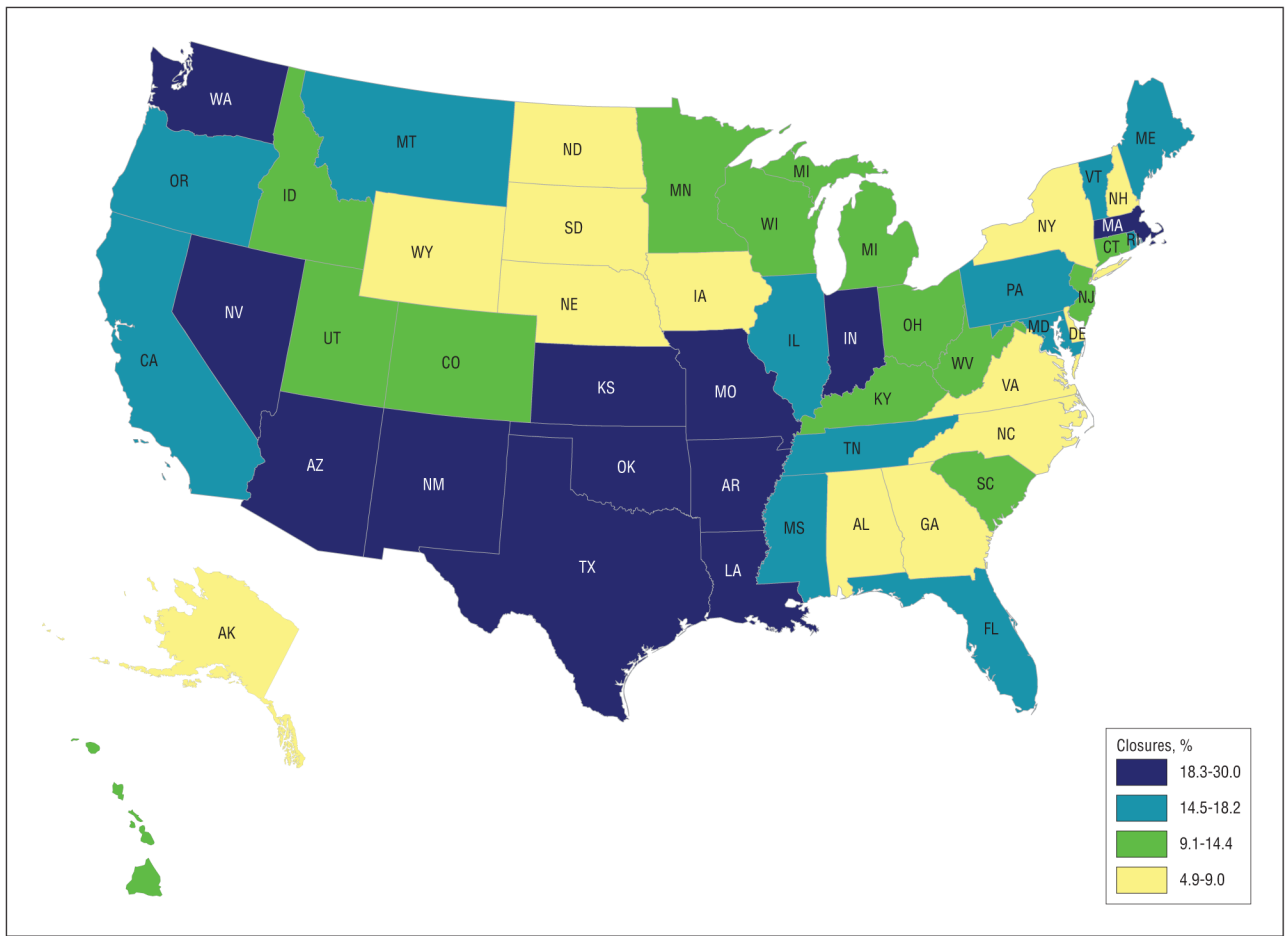 WA
MT
ND
MN
MI
ME
OR
ID
WY
SD
WI
MI
NY
VT
NH
MA
CT
RI
NV
UT
CO
NE
IA
IL
IN
OH
PA
NJ
MD
DE
CA
KS
MO
KY
WV
VA
AZ
NM
OK
AR
TN
NC
SC
TX
LA
MS
AL
GA
FL
AK
Closures, %
18.3-30.0
14.5-18.2
9.1-14.4
4.9-9.0